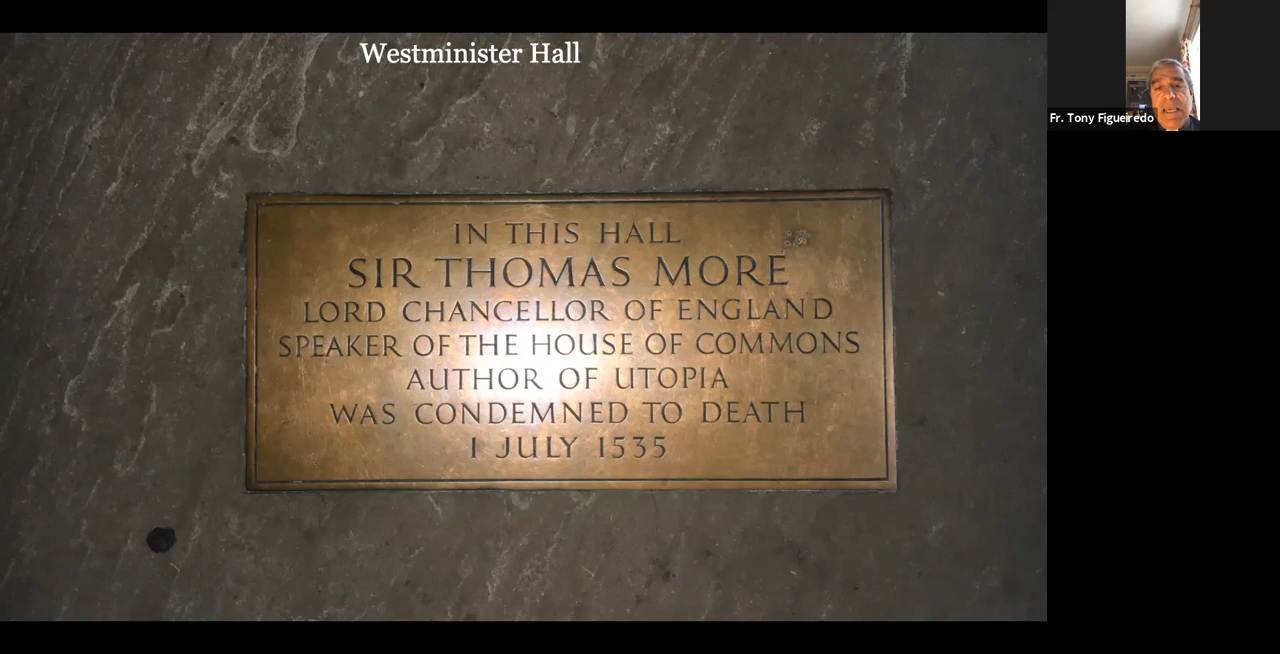 Westminister Hall
Fr. Tony Figueiredo
IN THIS HALL
SIR THOMAS MORE
LORD CHANCELLOR OF ENGLAND
SPEAKER OF THE HOUSE OF COMMONS
AUTHOR OF UTOPIA
WAS CONDEMNED TO DEATH
1 JULY 1535